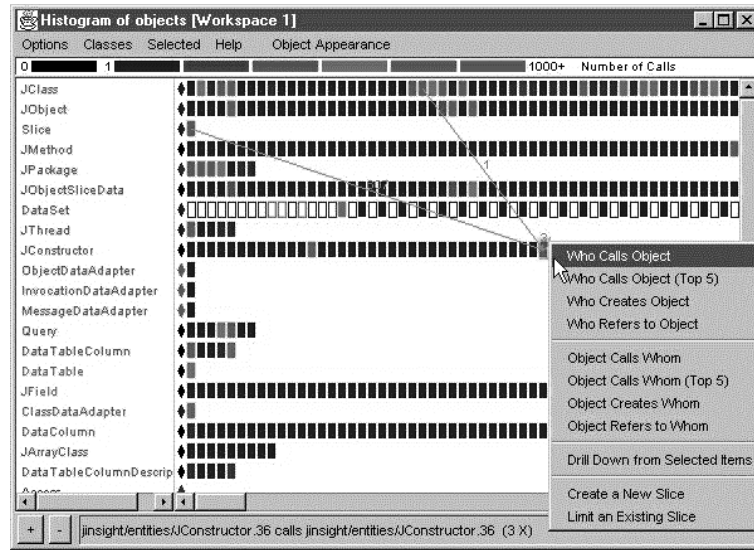 Histogram of objects [Workspace 1]
Options Classes Selected Help Object Appearance
0 1 1000+ Number of Calls
JClass
JObject
Slice
JMethod
JPackage
JObjectSliceData
DataSet
JThread
JConstructor
ObjectDataAdapter
InvocationDataAdapter
MessageDataAdapter
Query
DataTableColumn
DataTable
JField
ClassDataAdapter
DataColumn
JArrayClass
DataTableColumnDescrip
1
Who Calls Object
Who Calls Object (Top 5)
Who Creates Object
Who Refers to Object
Object Calls Whom
Object Calls Whom (Top 5)
Object Creates Whom
Object Refers to Whom
Drill Down from Selected Items
Create a New Slice
Limit an Existing Slice
+ - jinsight/entities/JConstructor.36 calls jinsight/entities/JConstructor.36 (3 X)